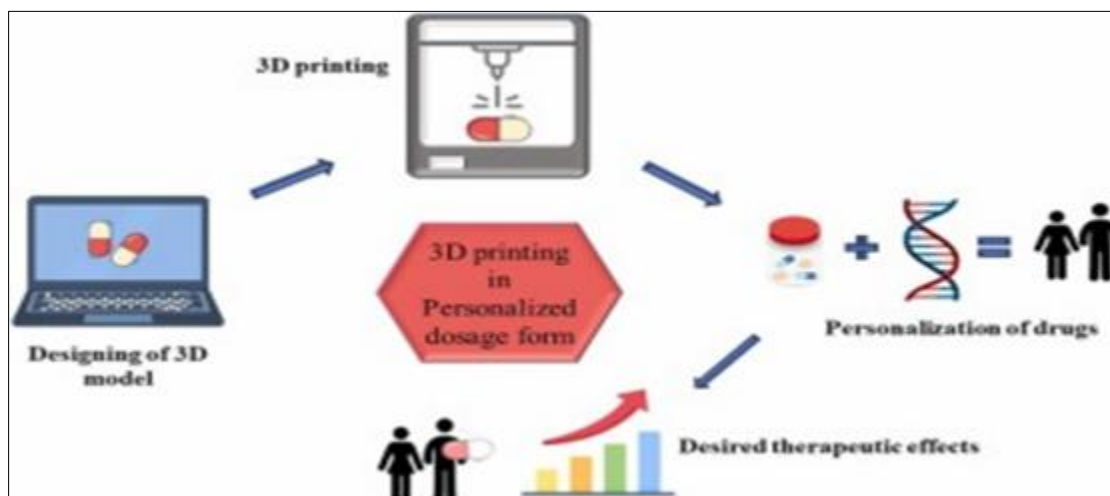 3D printing
3D printing
in
Personalized
dosage form
Designing of 3D
model
Personalization of drugs
Desired therapeutic effects